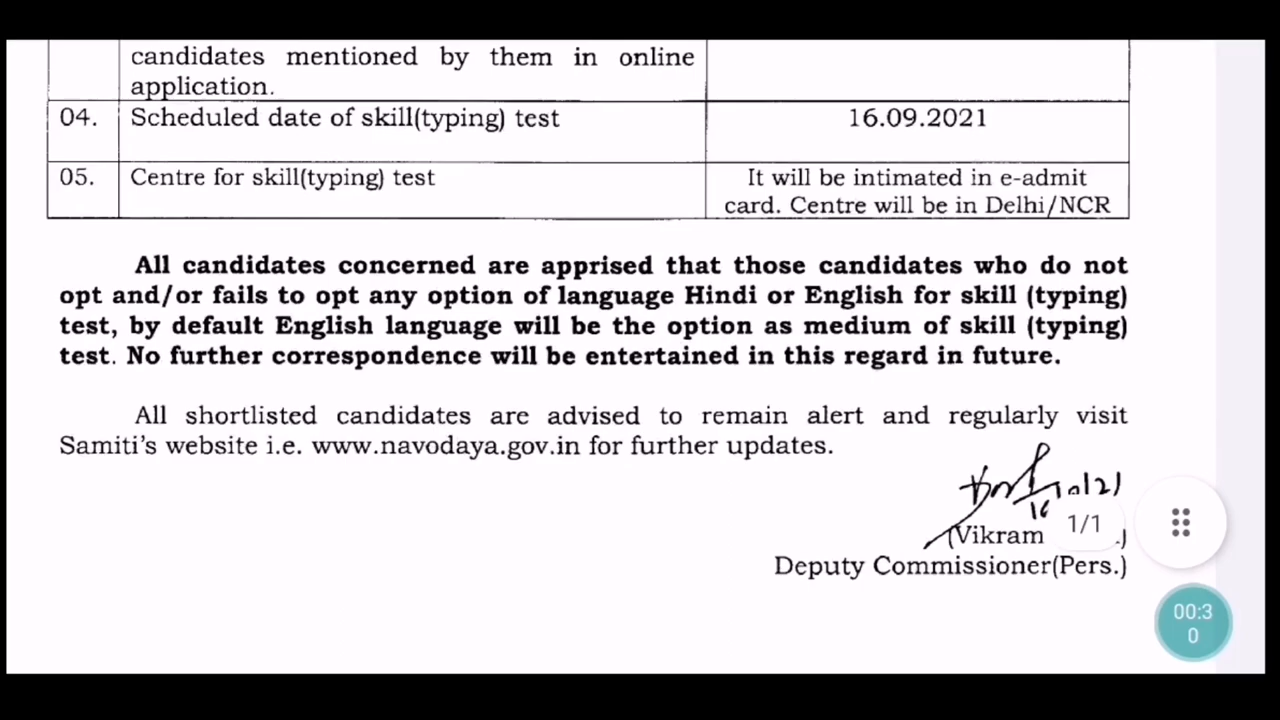 candidates mentioned by them in online
application.
04. Scheduled date of skill(typing) test 16.09.2021
05. Centre for skill(typing) test It will be intimated in e-admit
card. Centre will be in Delhi/NCR
All candidates concerned are apprised that those candidates who do not
opt and/or fails to opt any option of language Hindi or English for skill (typing)
test, by default English language will be the option as medium of skill (typing)
test. No further correspondence will be entertained in this regard in future.
All shortlisted candidates are advised to remain alert and regularly visit
Samiti's website i.e. www.navodaya.gov.in for further updates.
(Vikram
1/1
Deputy Commissioner(Pers.)
00:3
0